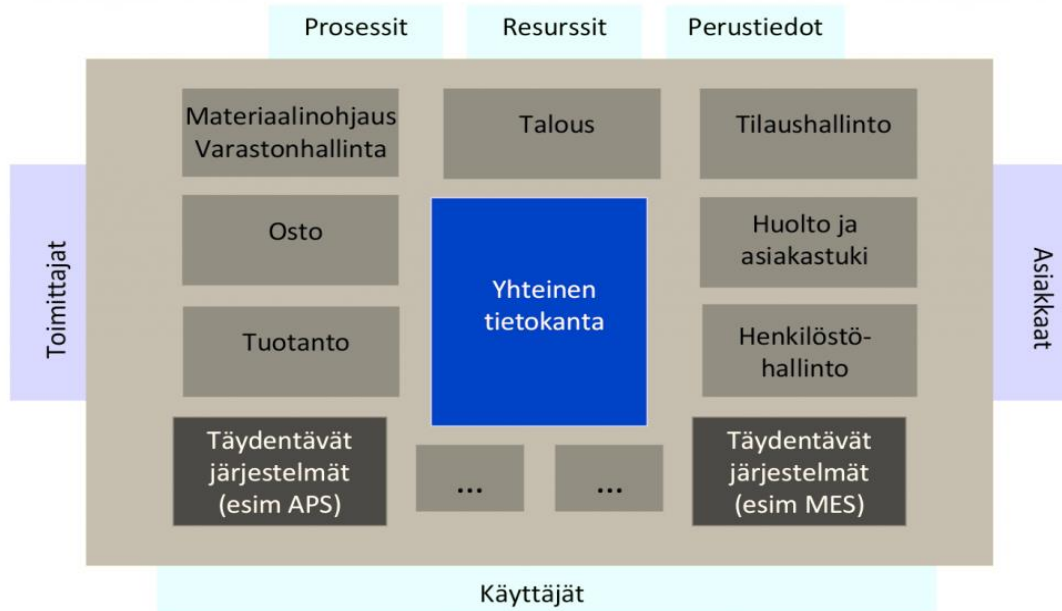 Prosessit
Resurssit
Perustiedot
Materiaalinohjaus
Varastonhallinta
Talous
Tilaushallinto
Toimittajat
Osto
Yhteinen
tietokanta
Huolto ja
asiakastuki
Asiakkaat
Tuotanto
Henkilöstö-
hallinto
Täydentävät
järjestelmät
(esim APS)
...
...
Täydentävät
järjestelmät
(esim MES)
Käyttäjät